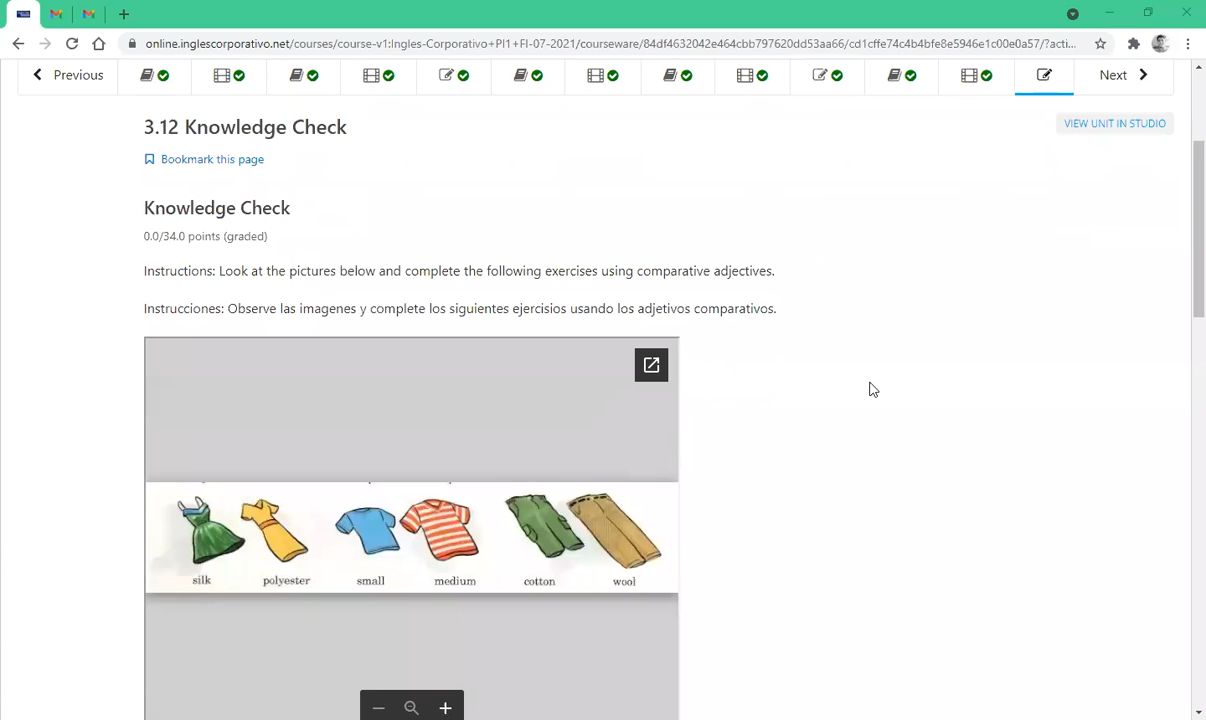 online.inglescorporativo.net/courses/course-v1:Ingles-Corporativo+PI1+FI-07-2021/courseware/84df4632042e464cbb797620dd53aa66/cd1cffe74c4b4bfe8e5946e1c00e0a57/?acti...
Previous
Next
3.12 Knowledge Check
VIEW UNIT IN STUDIO
Bookmark this page
Knowledge Check
0.0/34.0 points (graded)
Instructions: Look at the pictures below and complete the following exercises using comparative adjectives.
Instrucciones: Observe las imagenes y complete los siguientes ejercisios usando los adjetivos comparativos.
silk polyester small medium cotton wool